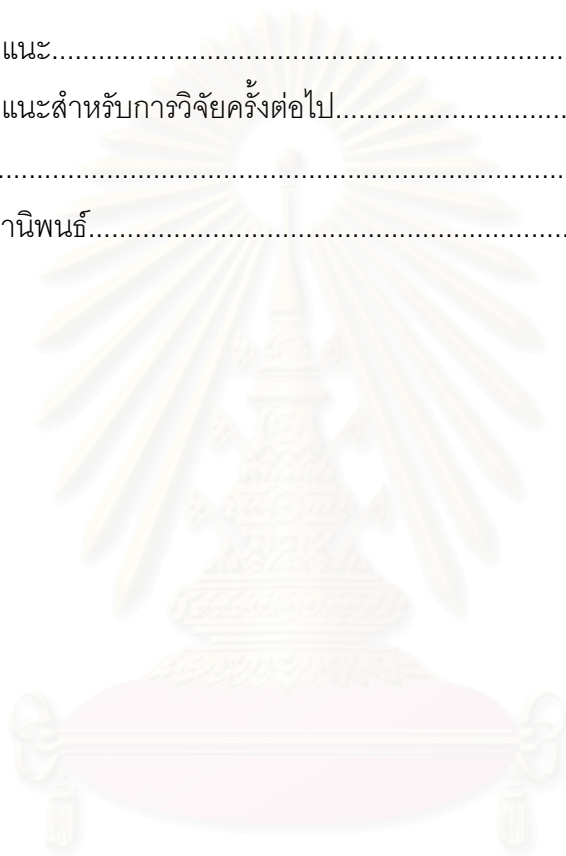 แนะ..................................................................
แนะสำหรับการวิจัยครั้งต่อไป..............................
..........................................................................
านิพนธ์..............................................................